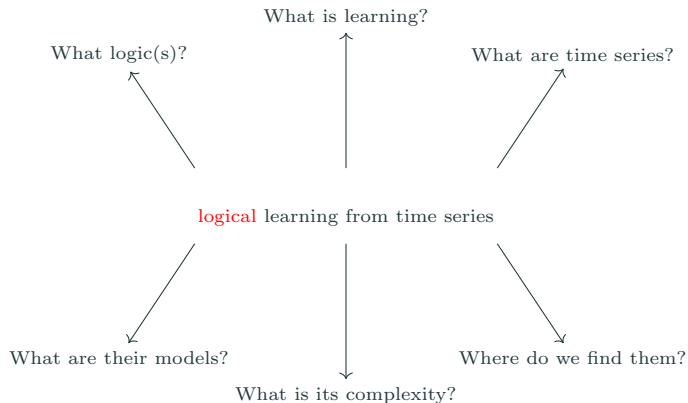 What is learning?
What logic(s)?
What are time series?
logical learning from time series
What are their models?
Where do we find them?
What is its complexity?